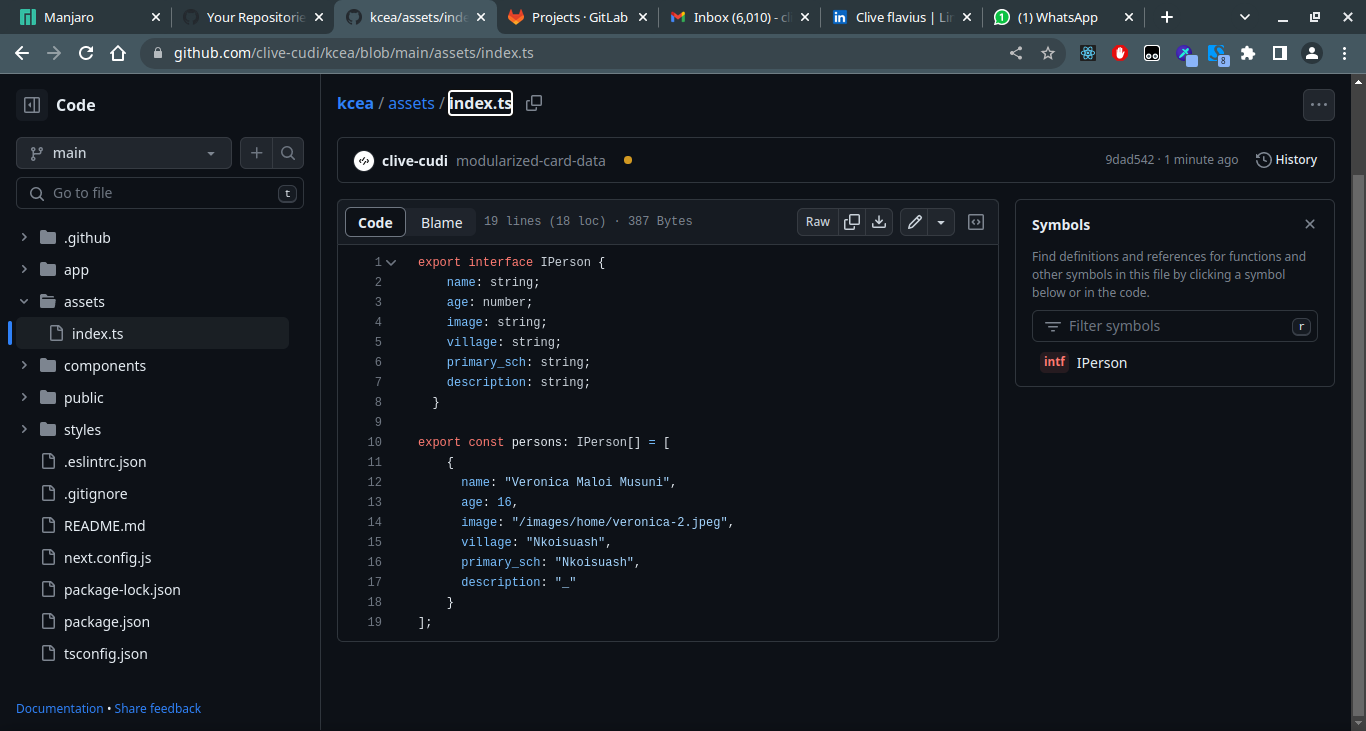 Manjaro
Your Repositorie
kcea/assets/inde
Projects · GitLab
Inbox (6,010) - cl
Clive flavius | Lin
(1) WhatsApp
github.com/clive-cudi/kcea/blob/main/assets/index.ts
8
Code
main
Go to file
t
.github
app
assets
index.ts
components
public
styles
.eslintrc.json
.gitignore
README.md
next.config.js
package-lock.json
package.json
tsconfig.json
Documentation • Share feedback
kcea / assets / index.ts
clive-cudi modularized-card-data
9dad542 · 1 minute ago
History
Code
Blame
19 lines (18 loc) · 387 Bytes
Raw
1 export interface IPerson {
2 name: string;
3 age: number;
4 image: string;
5 village: string;
6 primary_sch: string;
7 description: string;
8 }
9
10 export const persons: IPerson[] = [
11 {
12 name: "Veronica Maloi Musuni",
13 age: 16,
14 image: "/images/home/veronica-2.jpeg",
15 village: "Nkoisuash",
16 primary_sch: "Nkoisuash",
17 description: "_"
18 }
19 ];
Symbols
Find definitions and references for functions and
other symbols in this file by clicking a symbol
below or in the code.
Filter symbols
r
intf IPerson